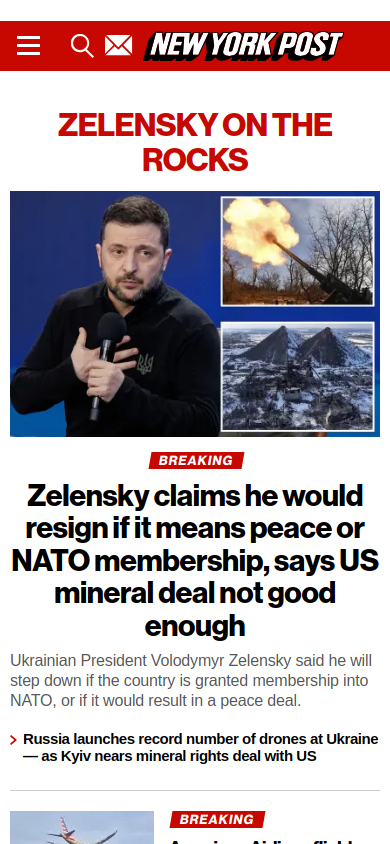 NEW YORK POST
ZELENSKY ON THE
ROCKS
BREAKING
Zelensky claims he would
resign if it means peace or
NATO membership, says US
mineral deal not good
enough
Ukrainian President Volodymyr Zelensky said he will
step down if the country is granted membership into
NATO, or if it would result in a peace deal.
Russia launches record number of drones at Ukraine
— as Kyiv nears mineral rights deal with US
BREAKING